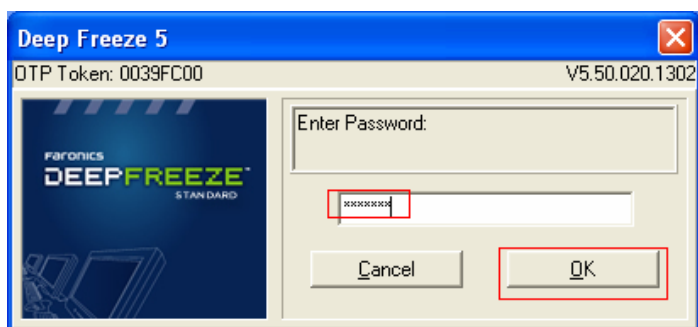 Deep Freeze 5
OTP Token: 0039FC00 V5.50.020.1302
Enter Password:
FARONICS
DEEPFREEZE
STANDARD
*******
Cancel OK